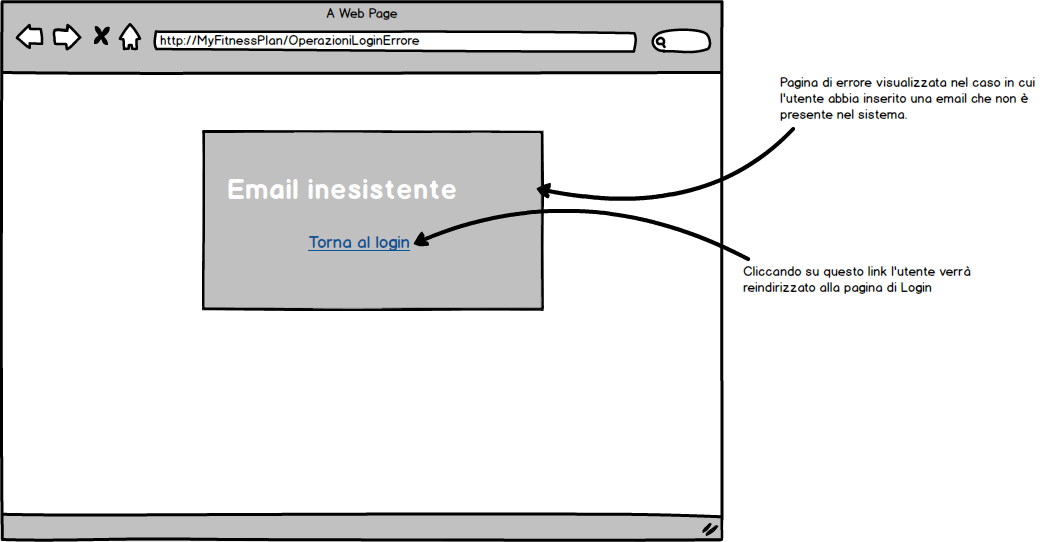 A Web Page
http://MyFitnessPlan/OperazioniLoginErrore
Pagina di errore visualizzata nel caso in cui
l'utente abbia inserito una email che non è
presente nel sistema.
Email inesistente
Torna al login
Cliccando su questo link l'utente verrà
reindirizzato alla pagina di Login